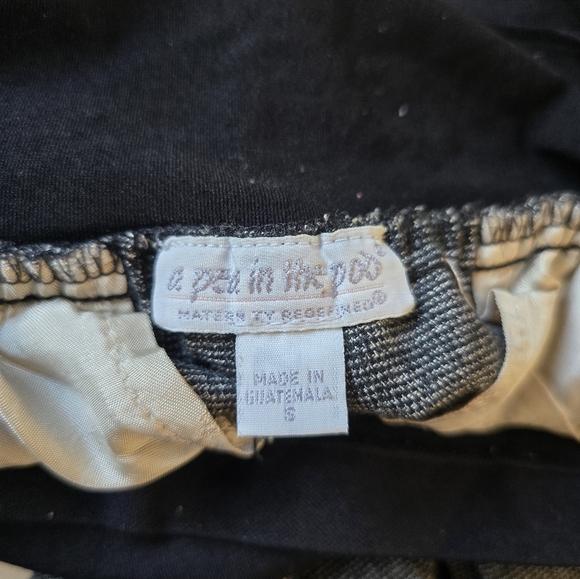 a pea in the pod®
MATERNITY REDEFINED®
MADE IN
GUATEMALA
S